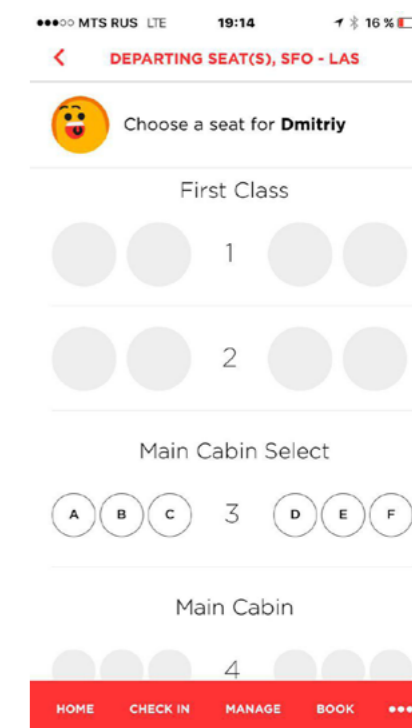 MTS RUS LTE 19:14 16 %
DEPARTING SEAT(S), SFO - LAS
Choose a seat for Dmitriy
First Class
1
2
Main Cabin Select
A B C 3 D E F
Main Cabin
4
HOME CHECK IN MANAGE BOOK